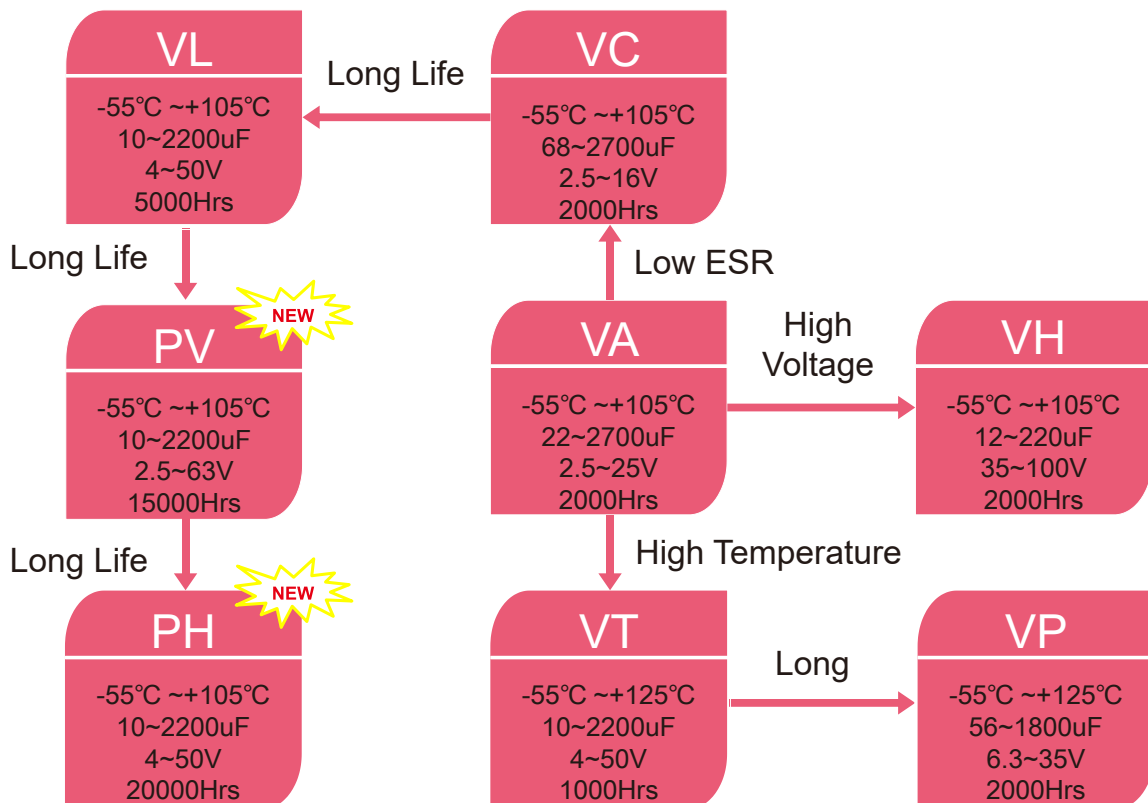 VL
-55℃ ~+105℃
10~2200uF
4~50V
5000Hrs
Long Life
VC
-55℃ ~+105℃
68~2700uF
2.5~16V
2000Hrs
Long Life
Low ESR
PV
NEW
-55℃ ~+105℃
10~2200uF
2.5~63V
15000Hrs
VA
-55℃ ~+105℃
22~2700uF
2.5~25V
2000Hrs
High
Voltage
VH
-55℃ ~+105℃
12~220uF
35~100V
2000Hrs
Long Life
High Temperature
PH
NEW
-55℃ ~+105℃
10~2200uF
4~50V
20000Hrs
VT
-55℃ ~+125℃
10~2200uF
4~50V
1000Hrs
Long
VP
-55℃ ~+125℃
56~1800uF
6.3~35V
2000Hrs